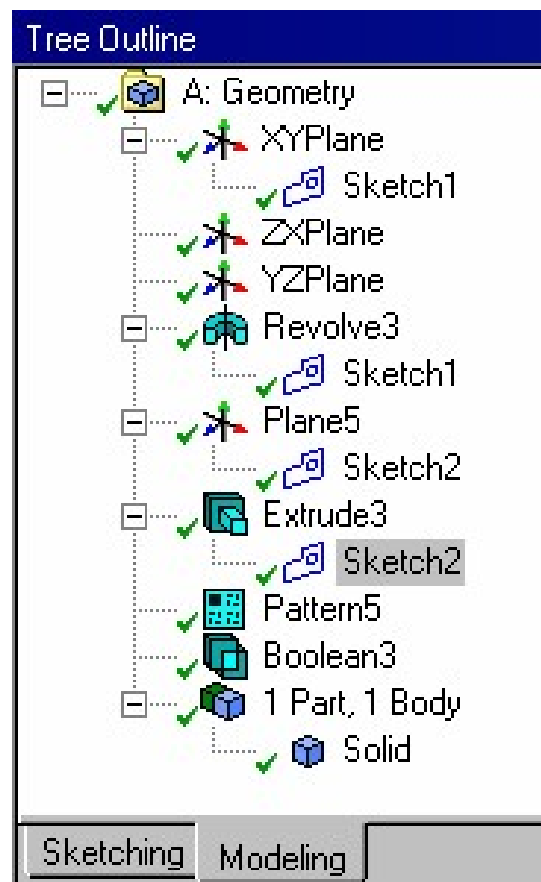 Tree Outline
A: Geometry
XYPlane
Sketch1
ZXPlane
YZPlane
Revolve3
Sketch1
Plane5
Sketch2
Extrude3
Sketch2
Pattern5
Boolean3
1 Part, 1 Body
Solid
Sketching Modeling